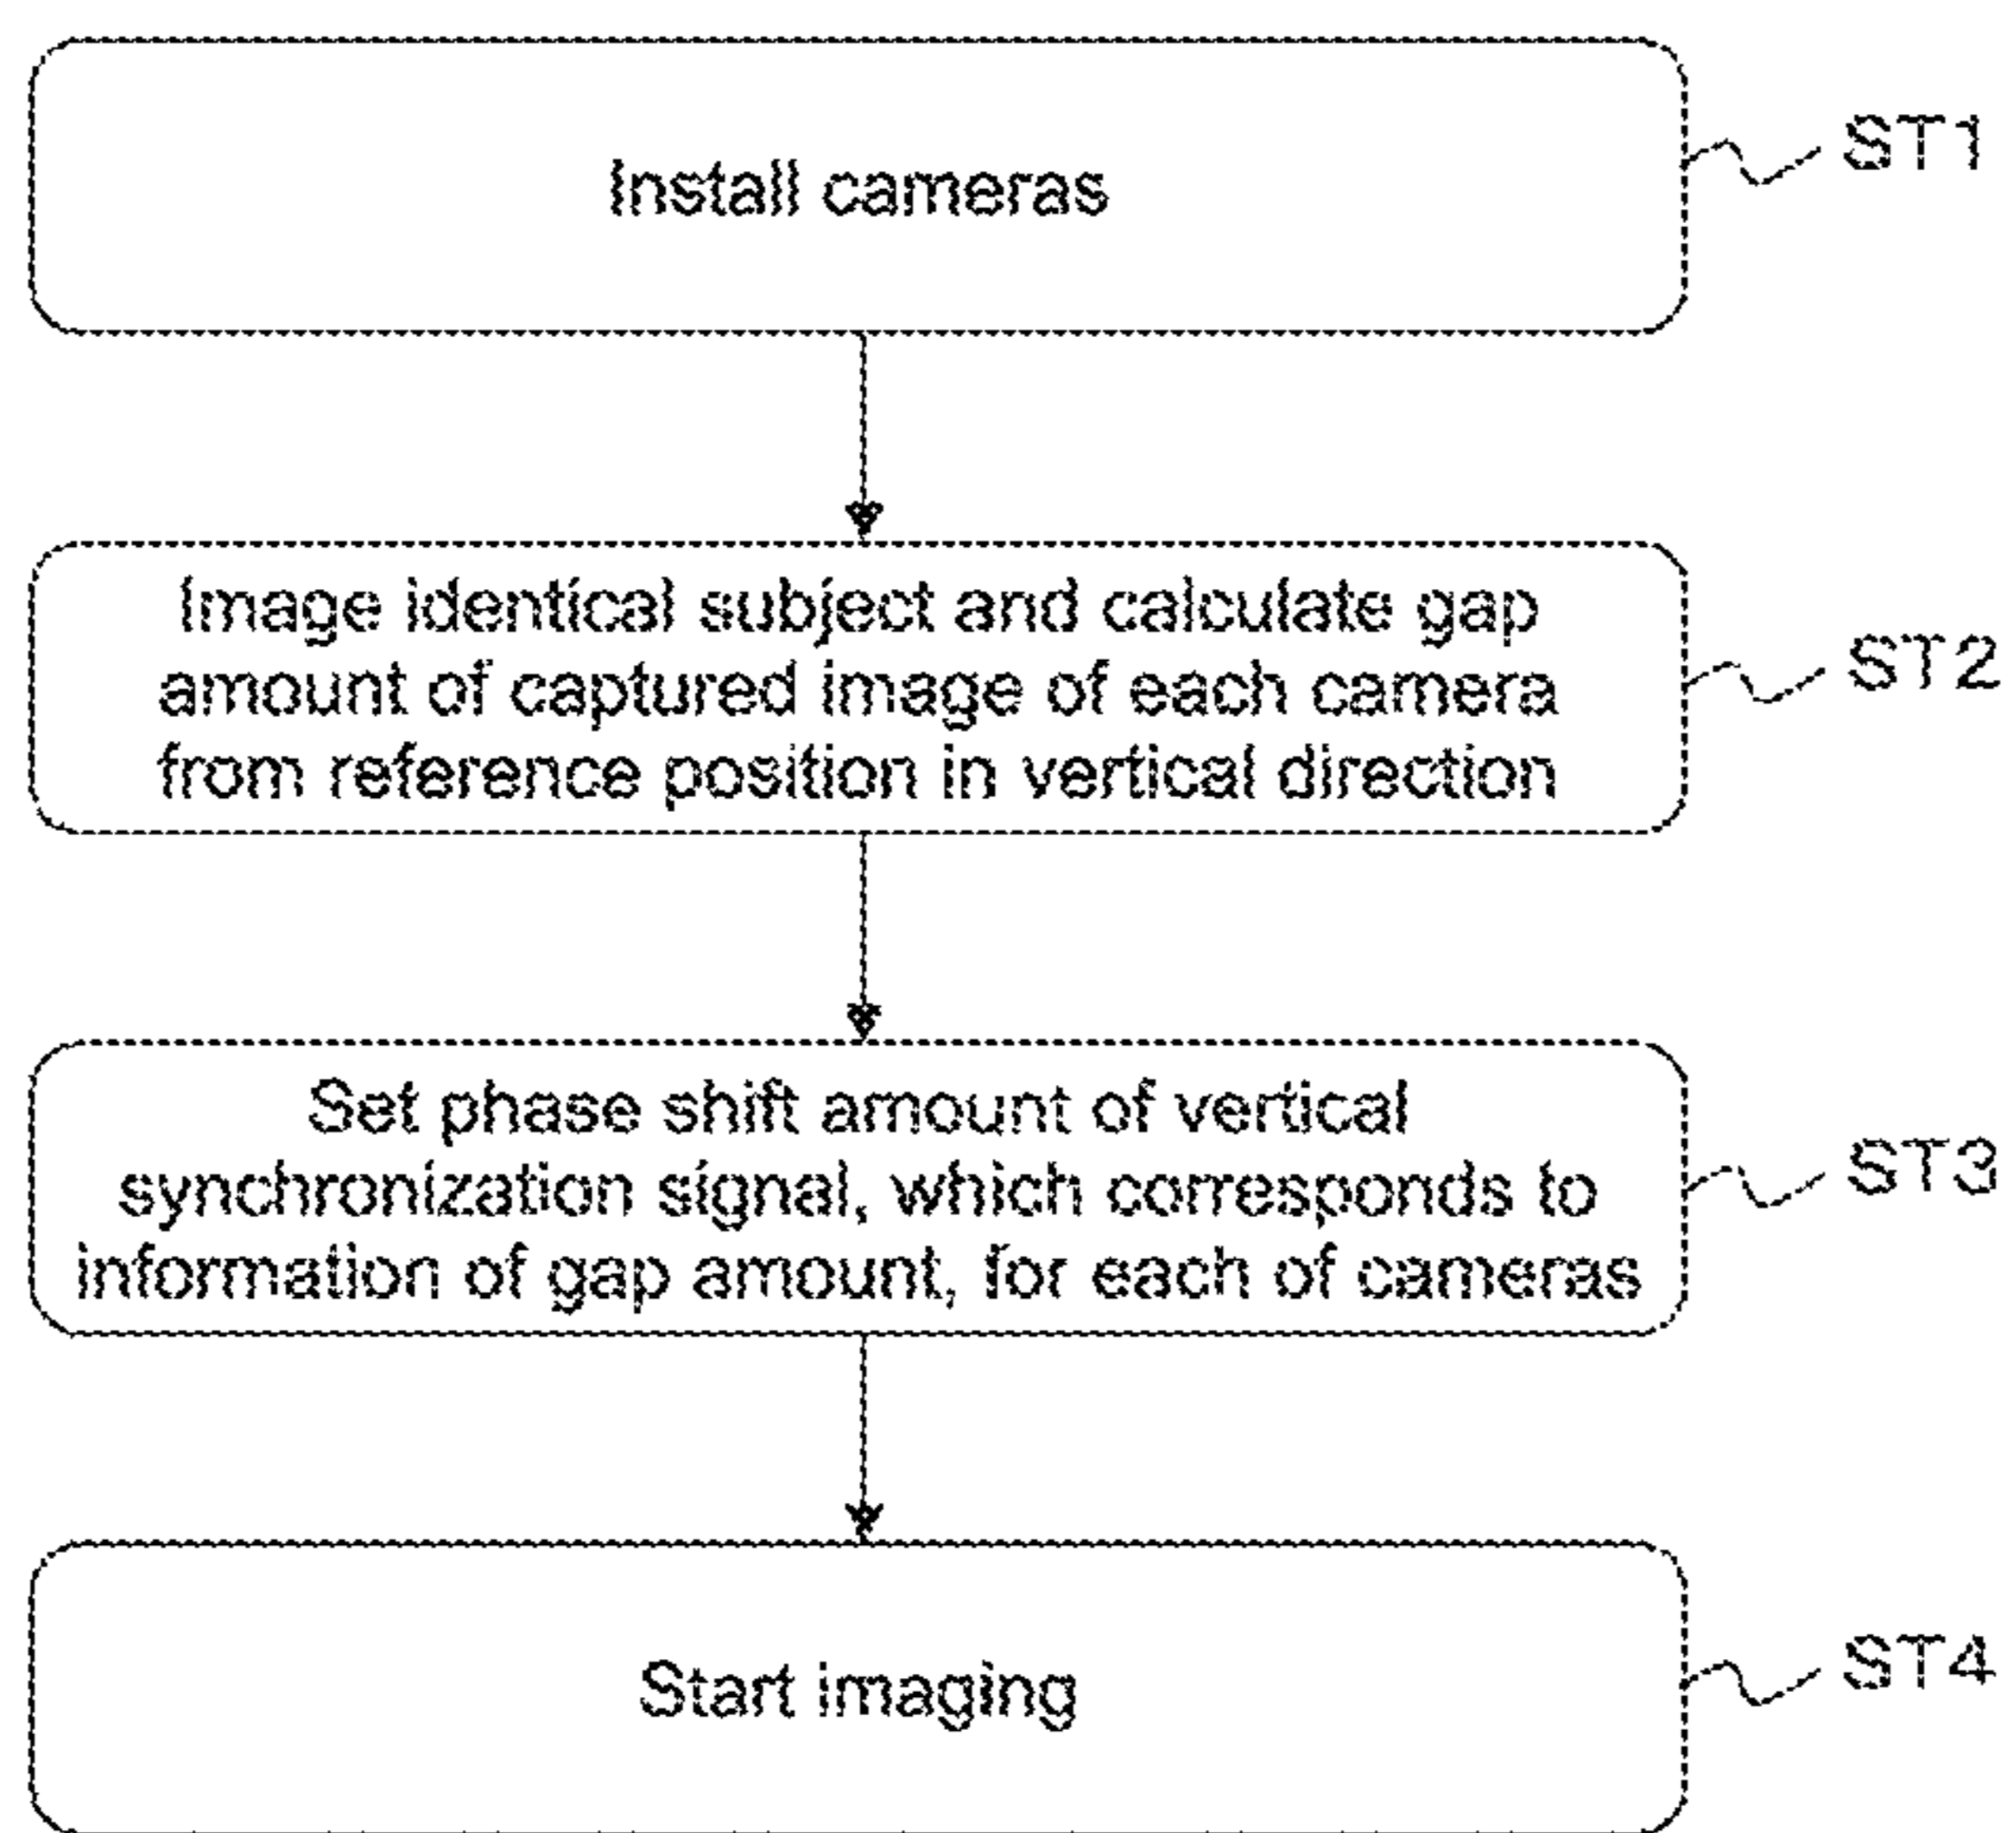 Install cameras
ST1
Image identical subject and calculate gap
amount of captured image of each camera
from reference position in vertical direction
ST2
Set phase shift amount of vertical
synchronization signal, which corresponds to
information of gap amount, for each of cameras
ST3
Start imaging
ST4